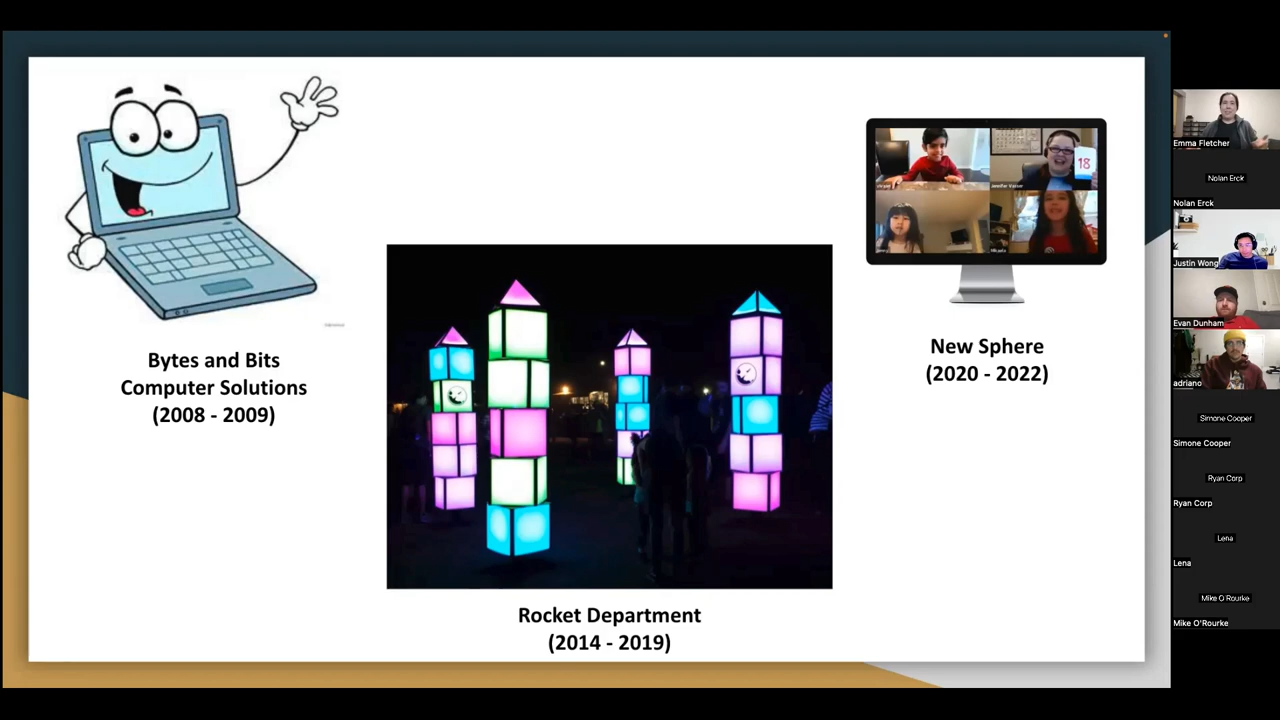 Bytes and Bits
Computer Solutions
(2008 - 2009)
Rocket Department
(2014 - 2019)
18
New Sphere
(2020 - 2022)
Emma Fletcher
Nolan Erck
Nolan Erck
Justin Wong
Evan Dunham
adriano
Simone Cooper
Simone Cooper
Ryan Corp
Ryan Corp
Lena
Lena
Mike O Rourke
Mike O'Rourke